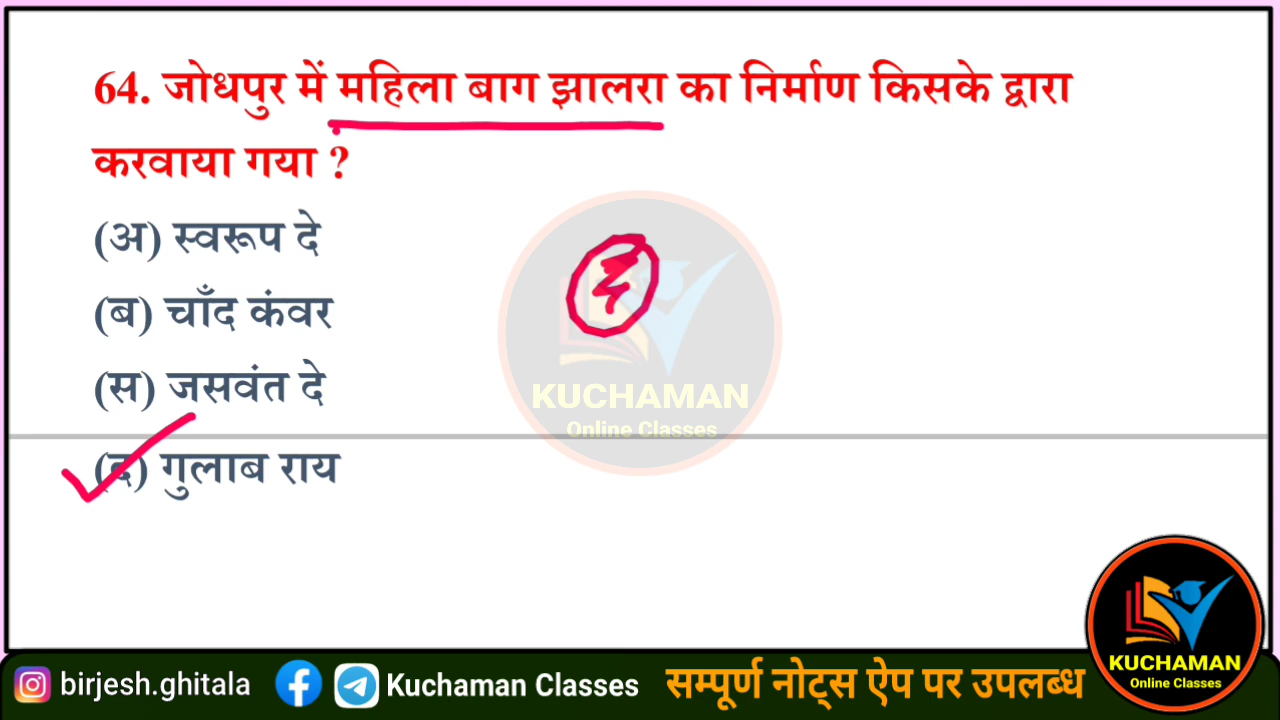 64. जोधपुर में महिला बाग झालरा का निर्माण किसके द्वारा
करवाया गया ?
(अ) स्वरूप दे
(ब) चाँद कंवर
(स) जसवंत दे
(द) गुलाब राय
द
KUCHAMAN
Online Classes
KUCHAMAN
Online Classes
birjesh.ghitala Kuchaman Classes सम्पूर्ण नोट्स ऐप पर उपलब्ध